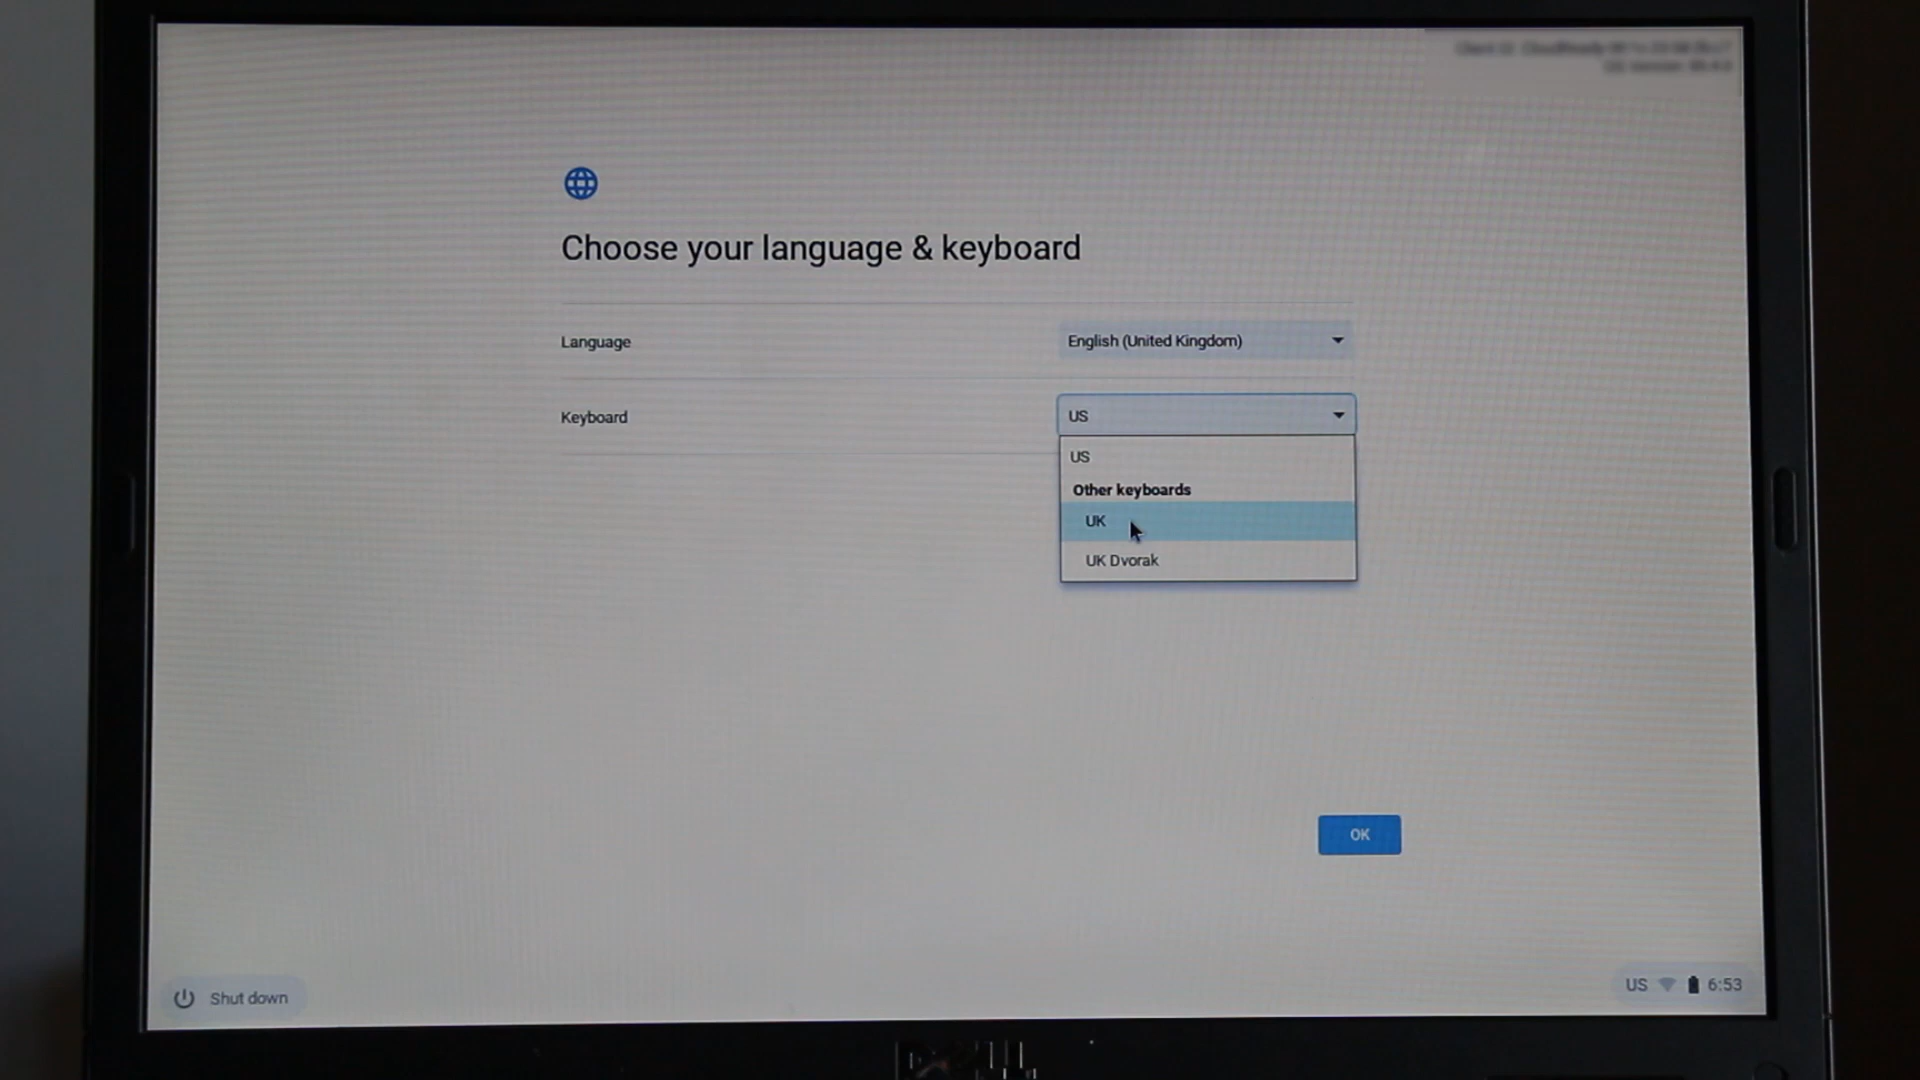 Choose your language & keyboard
Language
English (United Kingdom)
Keyboard
US
US
Other keyboards
UK
UK Dvorak
OK
Shut down
US 6:53